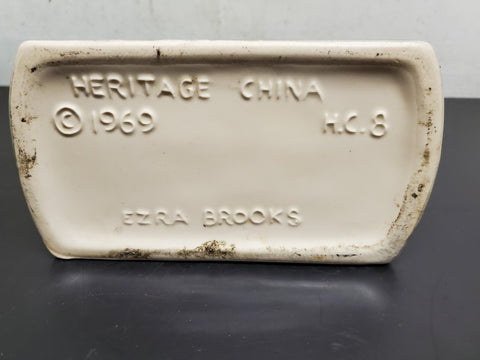 HERITAGE CHINA
© 1969 H.C. 8
EZRA BROOKS